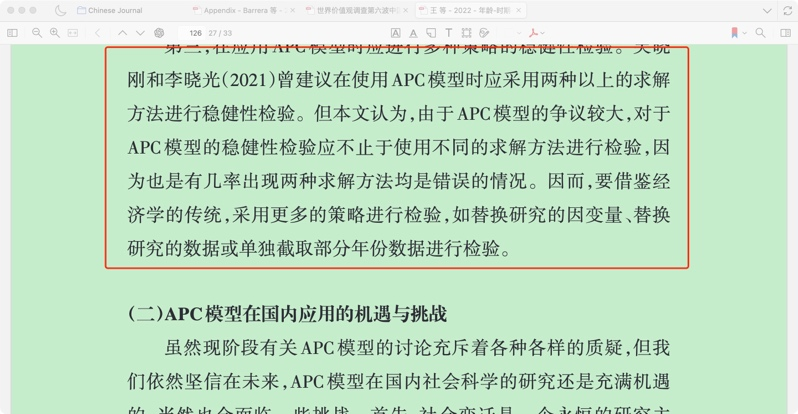 Chinese Journal
Appendix - Barrera 等 -
世界价值观调查第六波中
王 等 - 2022 - 年龄-时期
126 27 / 33
第三,在应用APC模型时应进行多种策略的稳健性检验。吴晓
刚和李晓光(2021)曾建议在使用APC模型时应采用两种以上的求解
方法进行稳健性检验。但本文认为,由于APC模型的争议较大,对于
APC模型的稳健性检验应不止于使用不同的求解方法进行检验,因
为也是有几率出现两种求解方法均是错误的情况。因而,要借鉴经
济学的传统,采用更多的策略进行检验,如替换研究的因变量、替换
研究的数据或单独截取部分年份数据进行检验。
(二)APC模型在国内应用的机遇与挑战
虽然现阶段有关APC模型的讨论充斥着各种各样的质疑,但我
们依然坚信在未来,APC模型在国内社会科学的研究还是充满机遇
的,当然也会面临一些挑战。首先,社会变迁是一个永恒的研究主